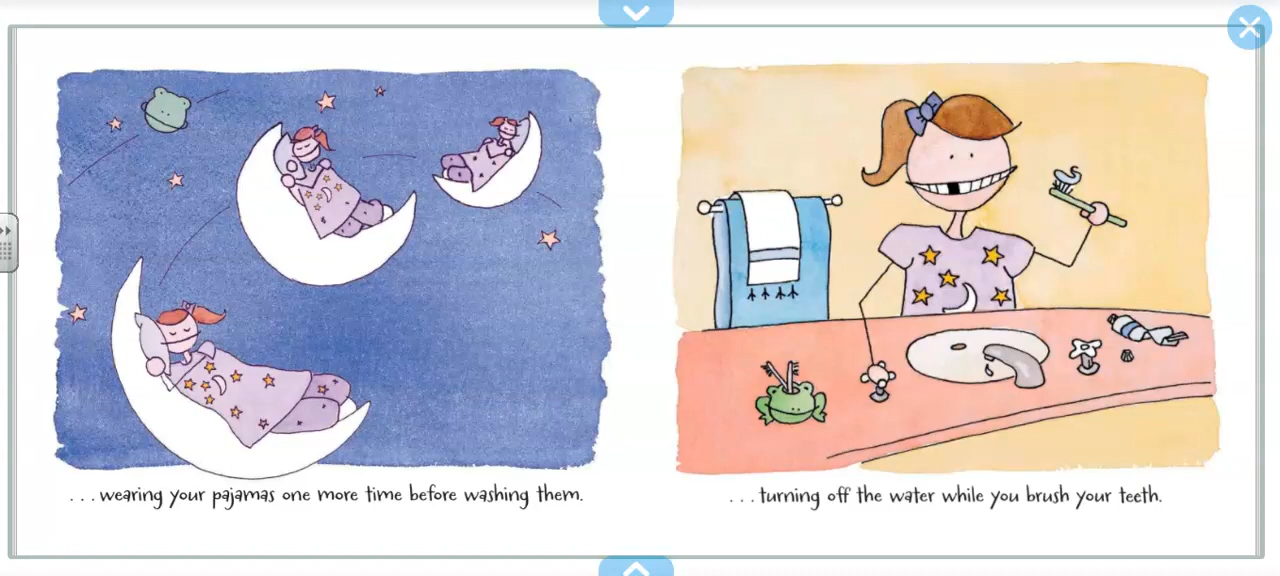 ...wearing your pajamas one more time before washing them.
...turning off the water while you brush your teeth.